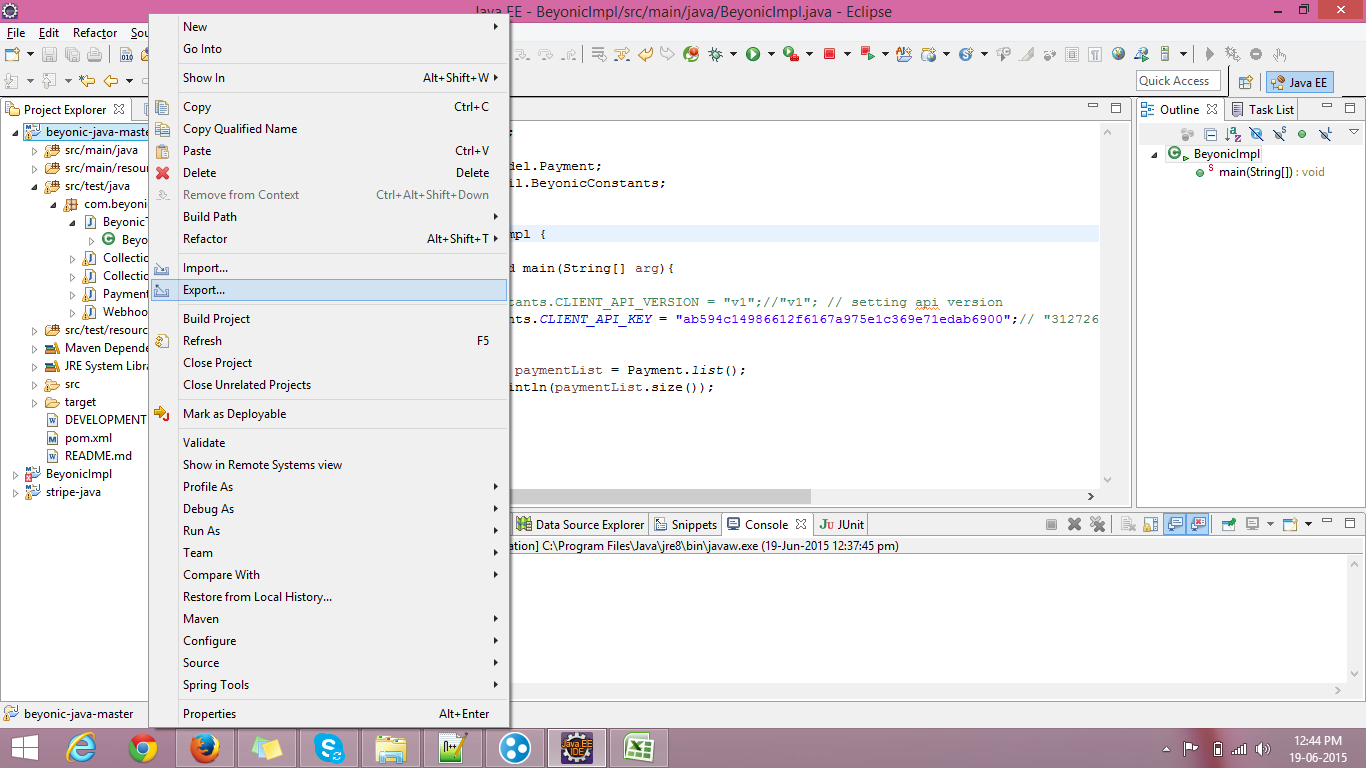 Java EE - BeyonicImpl/src/main/java/BeyonicImpl.java - Eclipse
File Edit Refactor Sou
Quick Access
Java EE
Project Explorer
beyonic-java-maste
src/main/java
src/main/resour
src/test/java
com.beyoni
BeyonicT
Beyo
Collectio
Collectio
Payment
Webhoo
src/test/resourc
Maven Depende
JRE System Libra
src
target
DEVELOPMENT
pom.xml
README.md
BeyonicImpl
stripe-java
New
Go Into
Show In Alt+Shift+W
Copy Ctrl+C
Copy Qualified Name
Paste Ctrl+V
Delete Delete
Remove from Context Ctrl+Alt+Shift+Down
Build Path
Refactor Alt+Shift+T
Import...
Export...
Build Project
Refresh F5
Close Project
Close Unrelated Projects
Mark as Deployable
Validate
Show in Remote Systems view
Profile As
Debug As
Run As
Team
Compare With
Restore from Local History...
Maven
Configure
Source
Spring Tools
Properties Alt+Enter
;
del.Payment;
il.BeyonicConstants;
mpl {
d main(String[] arg){
tants.CLIENT_API_VERSION = "v1";//"v1"; // setting api version
nts.CLIENT_API_KEY = "ab594c14986612f6167a975e1c369e71edab6900";// "312726
paymentList = Payment.list();
intln(paymentList.size());
Outline
Task List
BeyonicImpl
main(String[]) : void
Data Source Explorer
Snippets
Console
JUnit
ation] C:\Program Files\Java\jre8\bin\javaw.exe (19-Jun-2015 12:37:45 pm)
beyonic-java-master
N++
Java EE
IDE
12:44 PM
19-06-2015